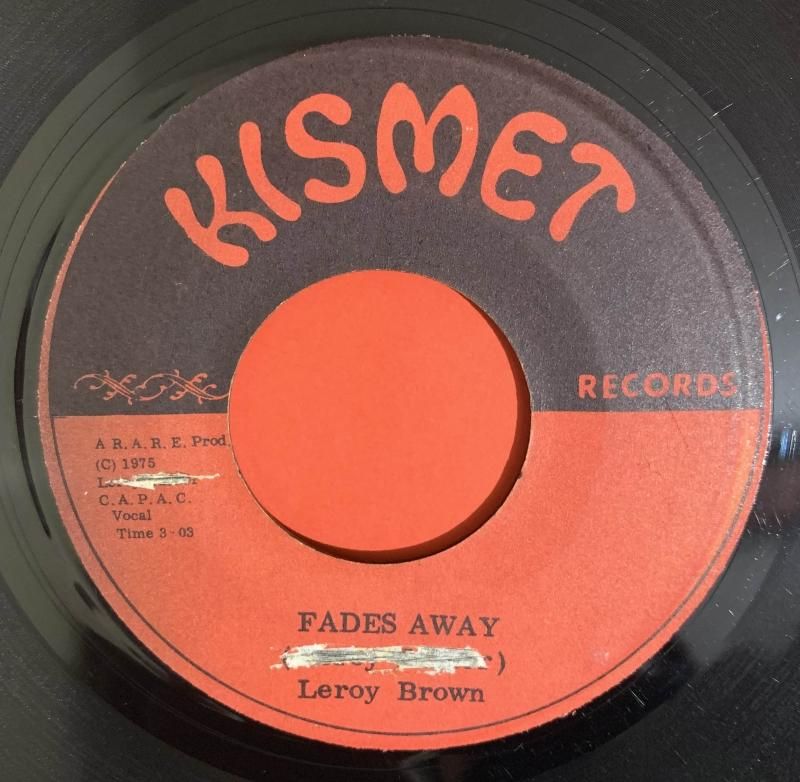 KISMET
RECORDS
A R.A.R.E. Prod.
(C) 1975
C.A.P.A.C.
Vocal
Time 3-03
FADES AWAY
Leroy Brown